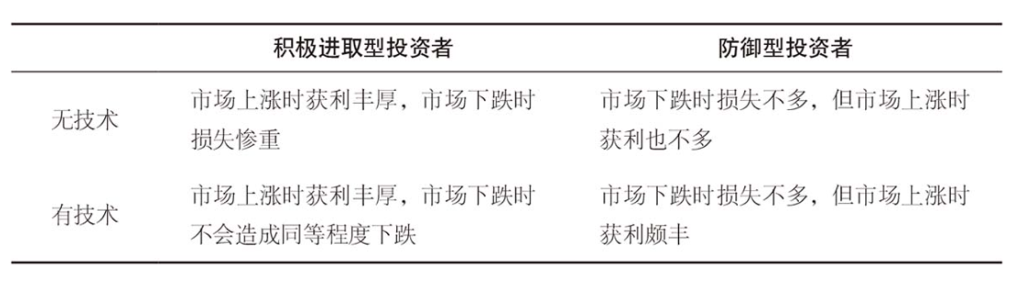 积极进取型投资者 防御型投资者
无技术
市场上涨时获利丰厚，市场下跌时
损失惨重
市场下跌时损失不多，但市场上涨时
获利也不多
有技术
市场上涨时获利丰厚，市场下跌时
不会造成同等程度下跌
市场下跌时损失不多，但市场上涨时
获利颇丰